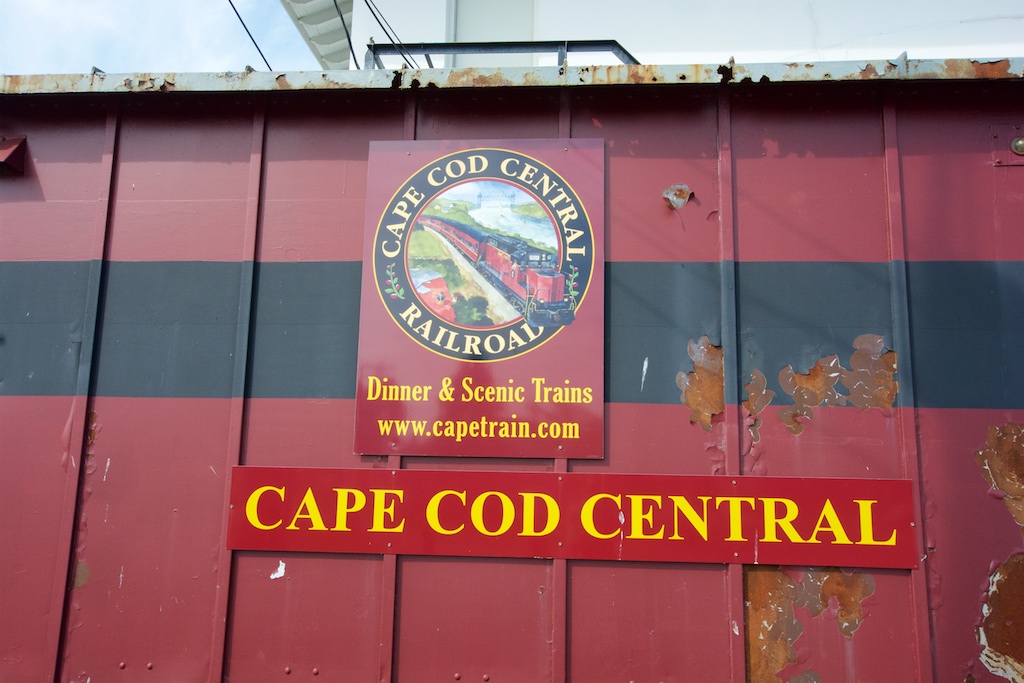 CAPE COD CENTRAL
RAILROAD
Dinner & Scenic Trains
www.capetrain.com
CAPE COD CENTRAL